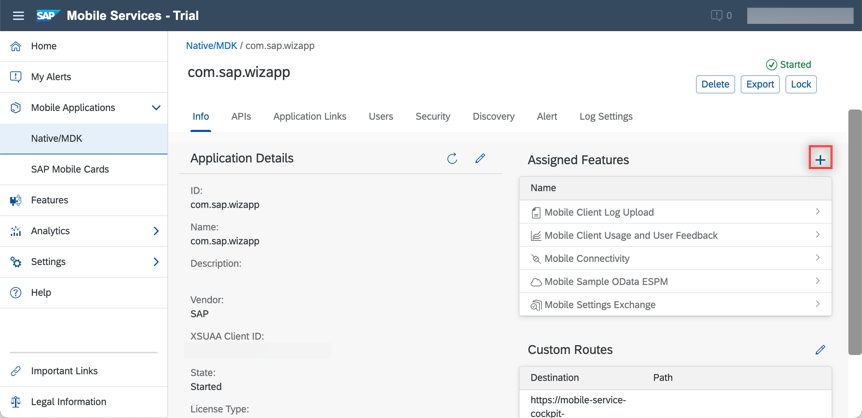 SAP Mobile Services - Trial
0
Home
My Alerts
Mobile Applications
Native/MDK
SAP Mobile Cards
Features
Analytics
Settings
Help
Important Links
Legal Information
Native/MDK / com.sap.wizapp
com.sap.wizapp
Started
Delete Export Lock
Info APIs Application Links Users Security Discovery Alert Log Settings
Application Details
ID:
com.sap.wizapp
Name:
com.sap.wizapp
Description:
Vendor:
SAP
XSUAA Client ID:
State:
Started
License Type:
Assigned Features
Name
Mobile Client Log Upload
Mobile Client Usage and User Feedback
Mobile Connectivity
Mobile Sample OData ESPM
Mobile Settings Exchange
Custom Routes
Destination Path
https://mobile-service-
cockpit-